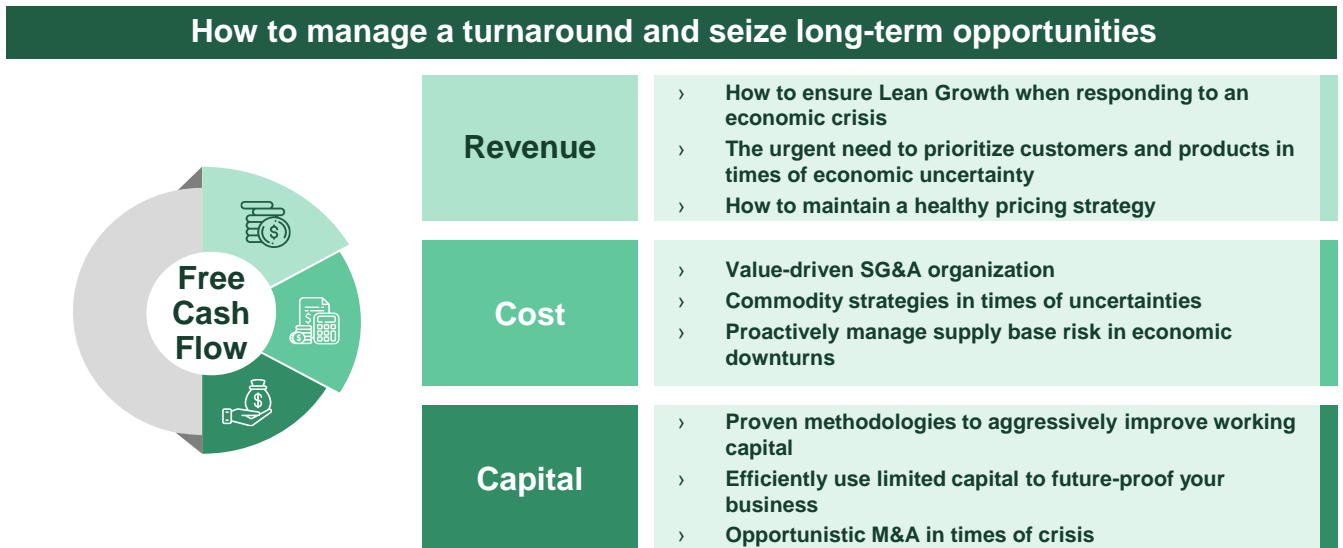 How to manage a turnaround and seize long-term opportunities
Free
Cash
Flow
$
$
$
$
Revenue
› How to ensure Lean Growth when responding to an
economic crisis
› The urgent need to prioritize customers and products in
times of economic uncertainty
› How to maintain a healthy pricing strategy
Cost
› Value-driven SG&A organization
› Commodity strategies in times of uncertainties
› Proactively manage supply base risk in economic
downturns
Capital
› Proven methodologies to aggressively improve working
capital
› Efficiently use limited capital to future-proof your
business
› Opportunistic M&A in times of crisis